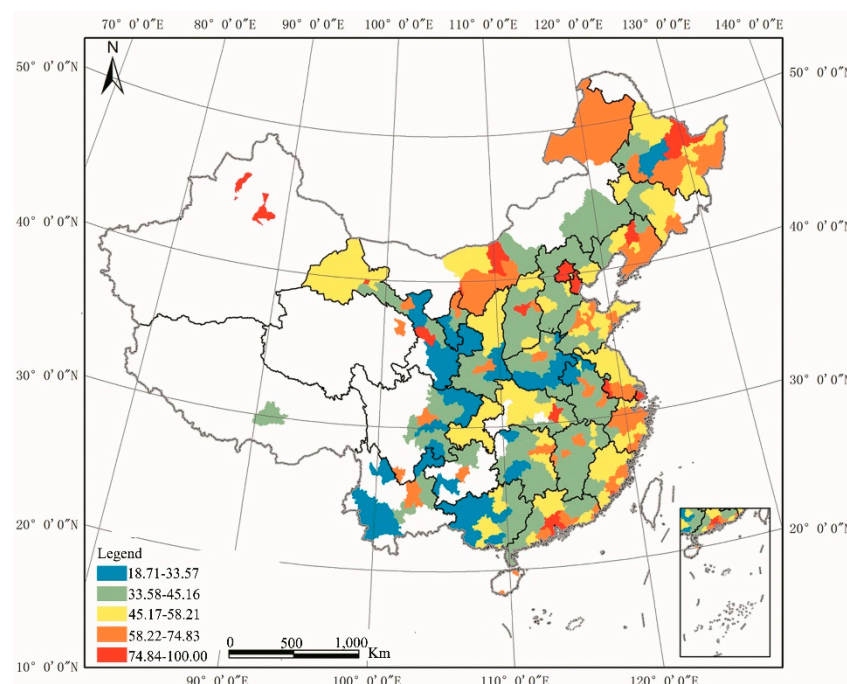 70° 0′0″E 80° 0′0″E 90° 0′0″E 100° 0′0″E 110° 0′0″E 120° 0′0″E 130° 0′0″E 140° 0′0″E
N
50° 0′0″N 50° 0′0″N
40° 0′0″N 40° 0′0″N
30° 0′0″N 30° 0′0″N
20° 0′0″N 20° 0′0″N
Legend
18.71-33.57
33.58-45.16
45.17-58.21
58.22-74.83
74.84-100.00
0 500 1,000
Km
10° 0′0″N
90° 0′0″E 100° 0′0″E 110° 0′0″E 120° 0′0″E